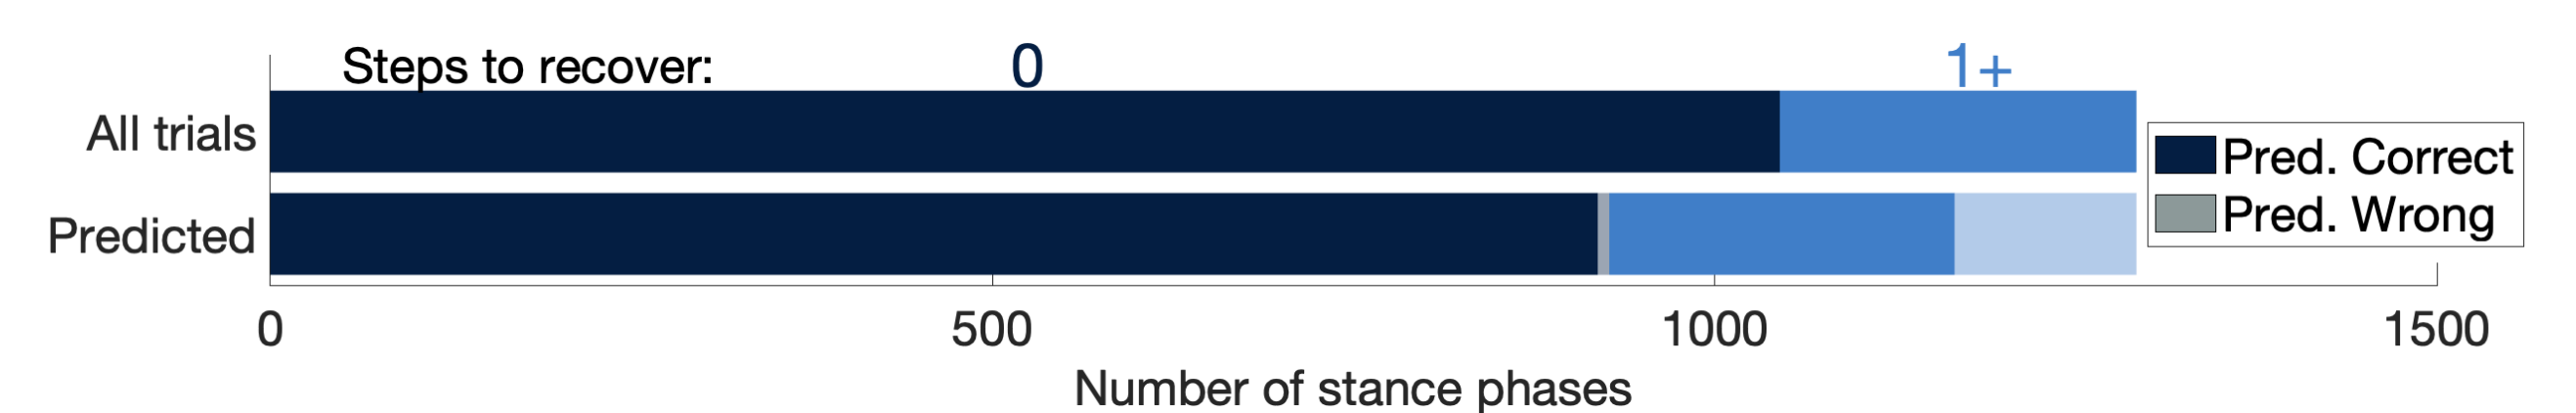 Steps to recover: 0 1+
All trials
Predicted
Pred. Correct
Pred. Wrong
0 500 1000 1500
Number of stance phases